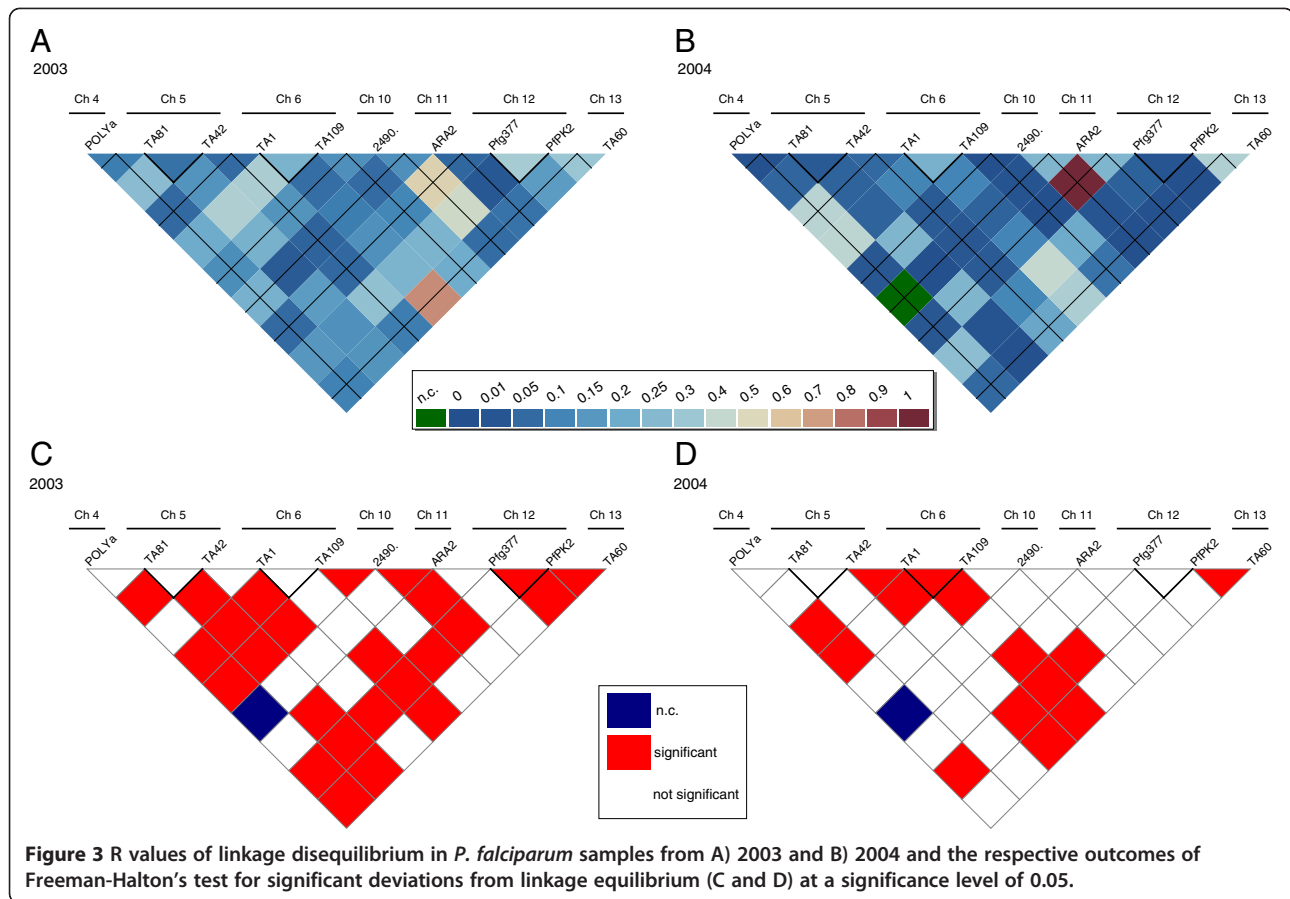 A
2003
Ch 4 Ch 5 Ch 6 Ch 10 Ch 11 Ch 12 Ch 13
POLYa TA81 TA42 TA1 TA109 2490. ARA2 Pfg377 PfPK2 TA60
B
2004
Ch 4 Ch 5 Ch 6 Ch 10 Ch 11 Ch 12 Ch 13
POLYa TA81 TA42 TA1 TA109 2490. ARA2 Pfg377 PfPK2 TA60
n.c. 0 0.01 0.05 0.1 0.15 0.2 0.25 0.3 0.4 0.5 0.6 0.7 0.8 0.9 1
C
2003
Ch 4 Ch 5 Ch 6 Ch 10 Ch 11 Ch 12 Ch 13
POLYa TA81 TA42 TA1 TA109 2490. ARA2 Pfg377 PfPK2 TA60
D
2004
Ch 4 Ch 5 Ch 6 Ch 10 Ch 11 Ch 12 Ch 13
POLYa TA81 TA42 TA1 TA109 2490. ARA2 Pfg377 PfPK2 TA60
n.c.
significant
not significant
Figure 3 R values of linkage disequilibrium in P. falciparum samples from A) 2003 and B) 2004 and the respective outcomes of
Freeman-Halton's test for significant deviations from linkage equilibrium (C and D) at a significance level of 0.05.